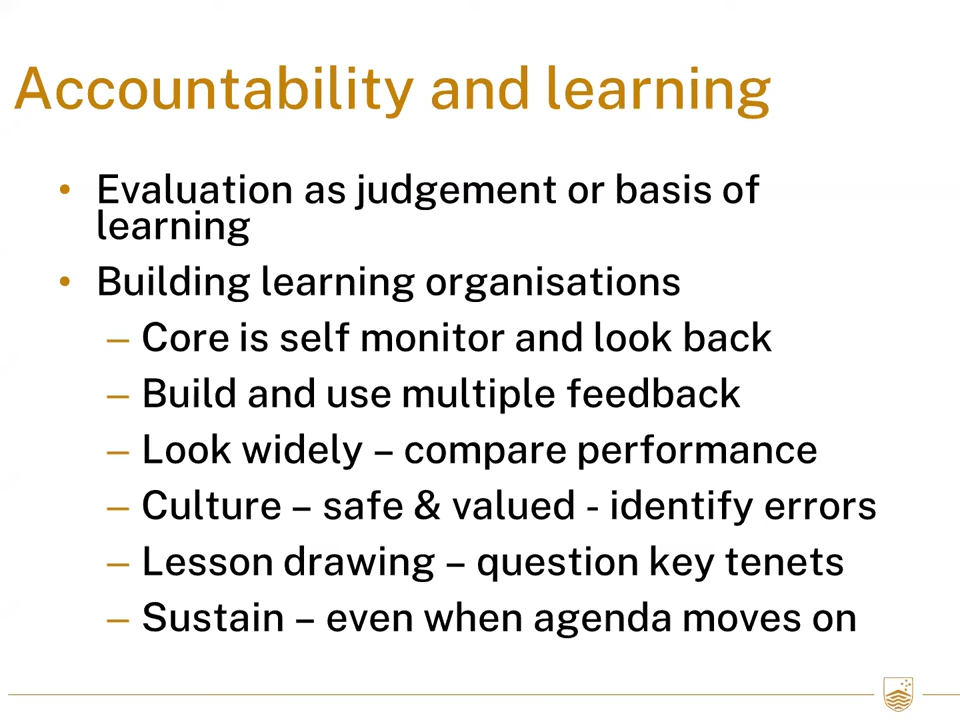 Accountability and learning
• Evaluation as judgement or basis of
learning
• Building learning organisations
– Core is self monitor and look back
– Build and use multiple feedback
– Look widely – compare performance
– Culture – safe & valued - identify errors
– Lesson drawing – question key tenets
– Sustain – even when agenda moves on